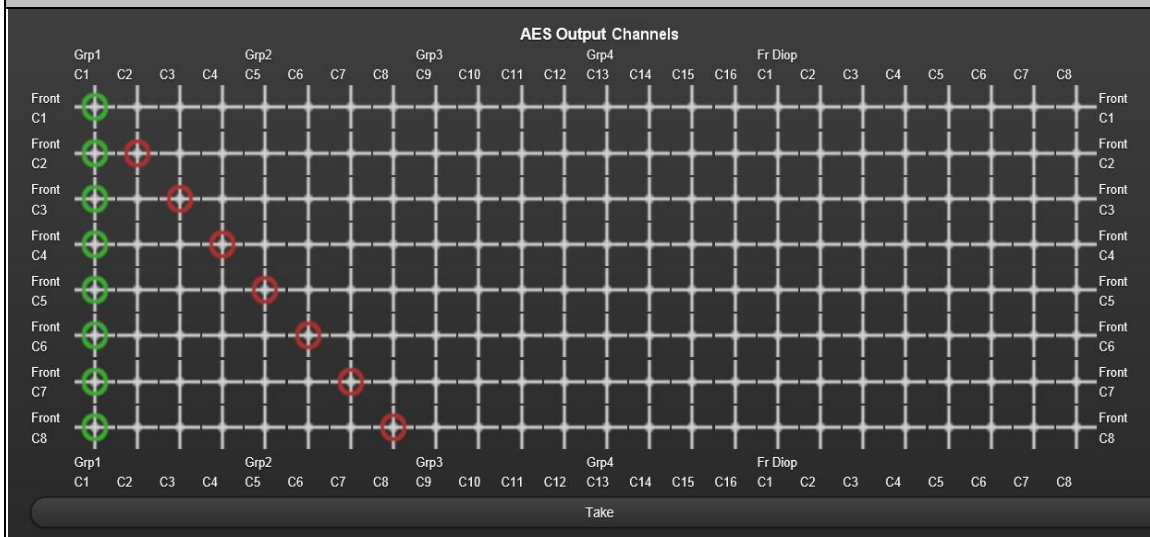 AES Output Channels
Grp1 Grp2 Grp3 Grp4 Fr Diop
C1 C2 C3 C4 C5 C6 C7 C8 C9 C10 C11 C12 C13 C14 C15 C16 C1 C2 C3 C4 C5 C6 C7 C8
Front Front
C1 C1
Front Front
C2 C2
Front Front
C3 C3
Front Front
C4 C4
Front Front
C5 C5
Front Front
C6 C6
Front Front
C7 C7
Front Front
C8 C8
Grp1 Grp2 Grp3 Grp4 Fr Diop
C1 C2 C3 C4 C5 C6 C7 C8 C9 C10 C11 C12 C13 C14 C15 C16 C1 C2 C3 C4 C5 C6 C7 C8
Take